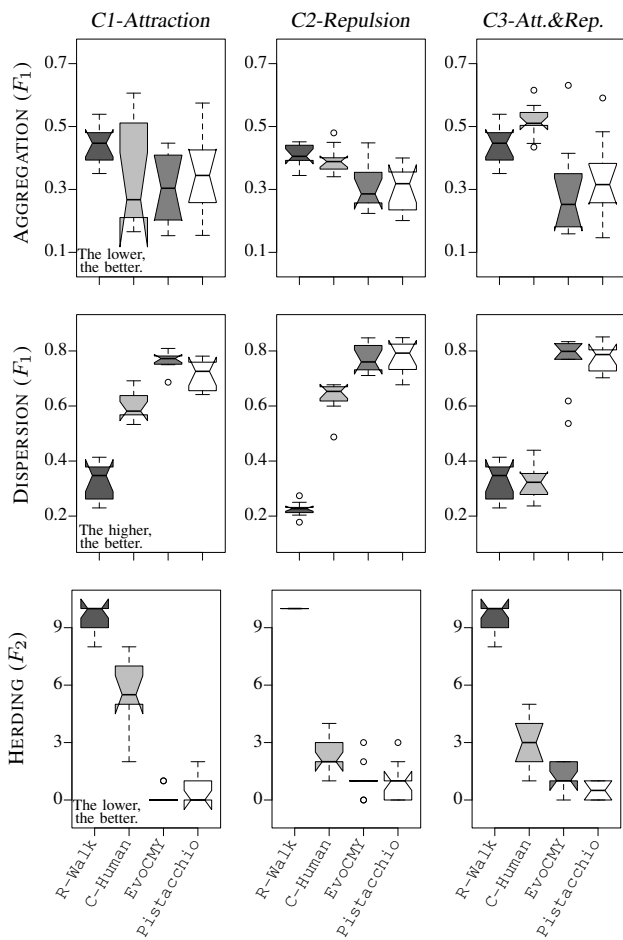 C1-Attraction C2-Repulsion C3-Att.&Rep.
AGGREGATION (F1)
0.7
0.5
0.3
0.1
The lower,
the better.
0.7
0.5
0.3
0.1
0.7
0.5
0.3
0.1
DISPERSION (F1)
0.8
0.6
0.4
0.2
The higher,
the better.
0.8
0.6
0.4
0.2
0.8
0.6
0.4
0.2
HERDING (F2)
9
6
3
0
The lower,
the better.
9
6
3
0
9
6
3
0
R-Walk
C-Human
EvoCMY
Pistacchio
R-Walk
C-Human
EvoCMY
Pistacchio
R-Walk
C-Human
EvoCMY
Pistacchio